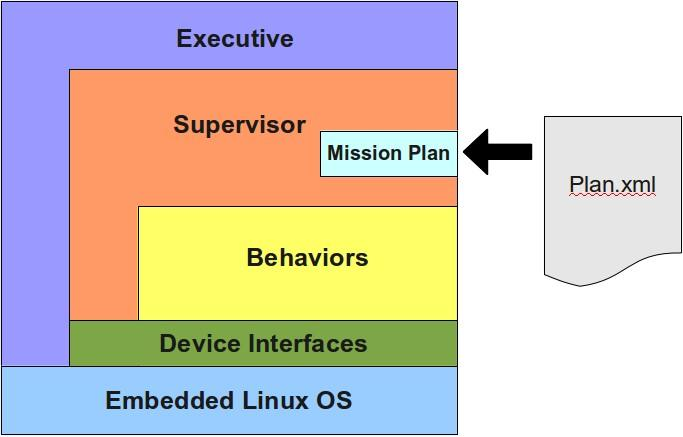 Executive
Supervisor
Mission Plan
Plan.xml
Behaviors
Device Interfaces
Embedded Linux OS